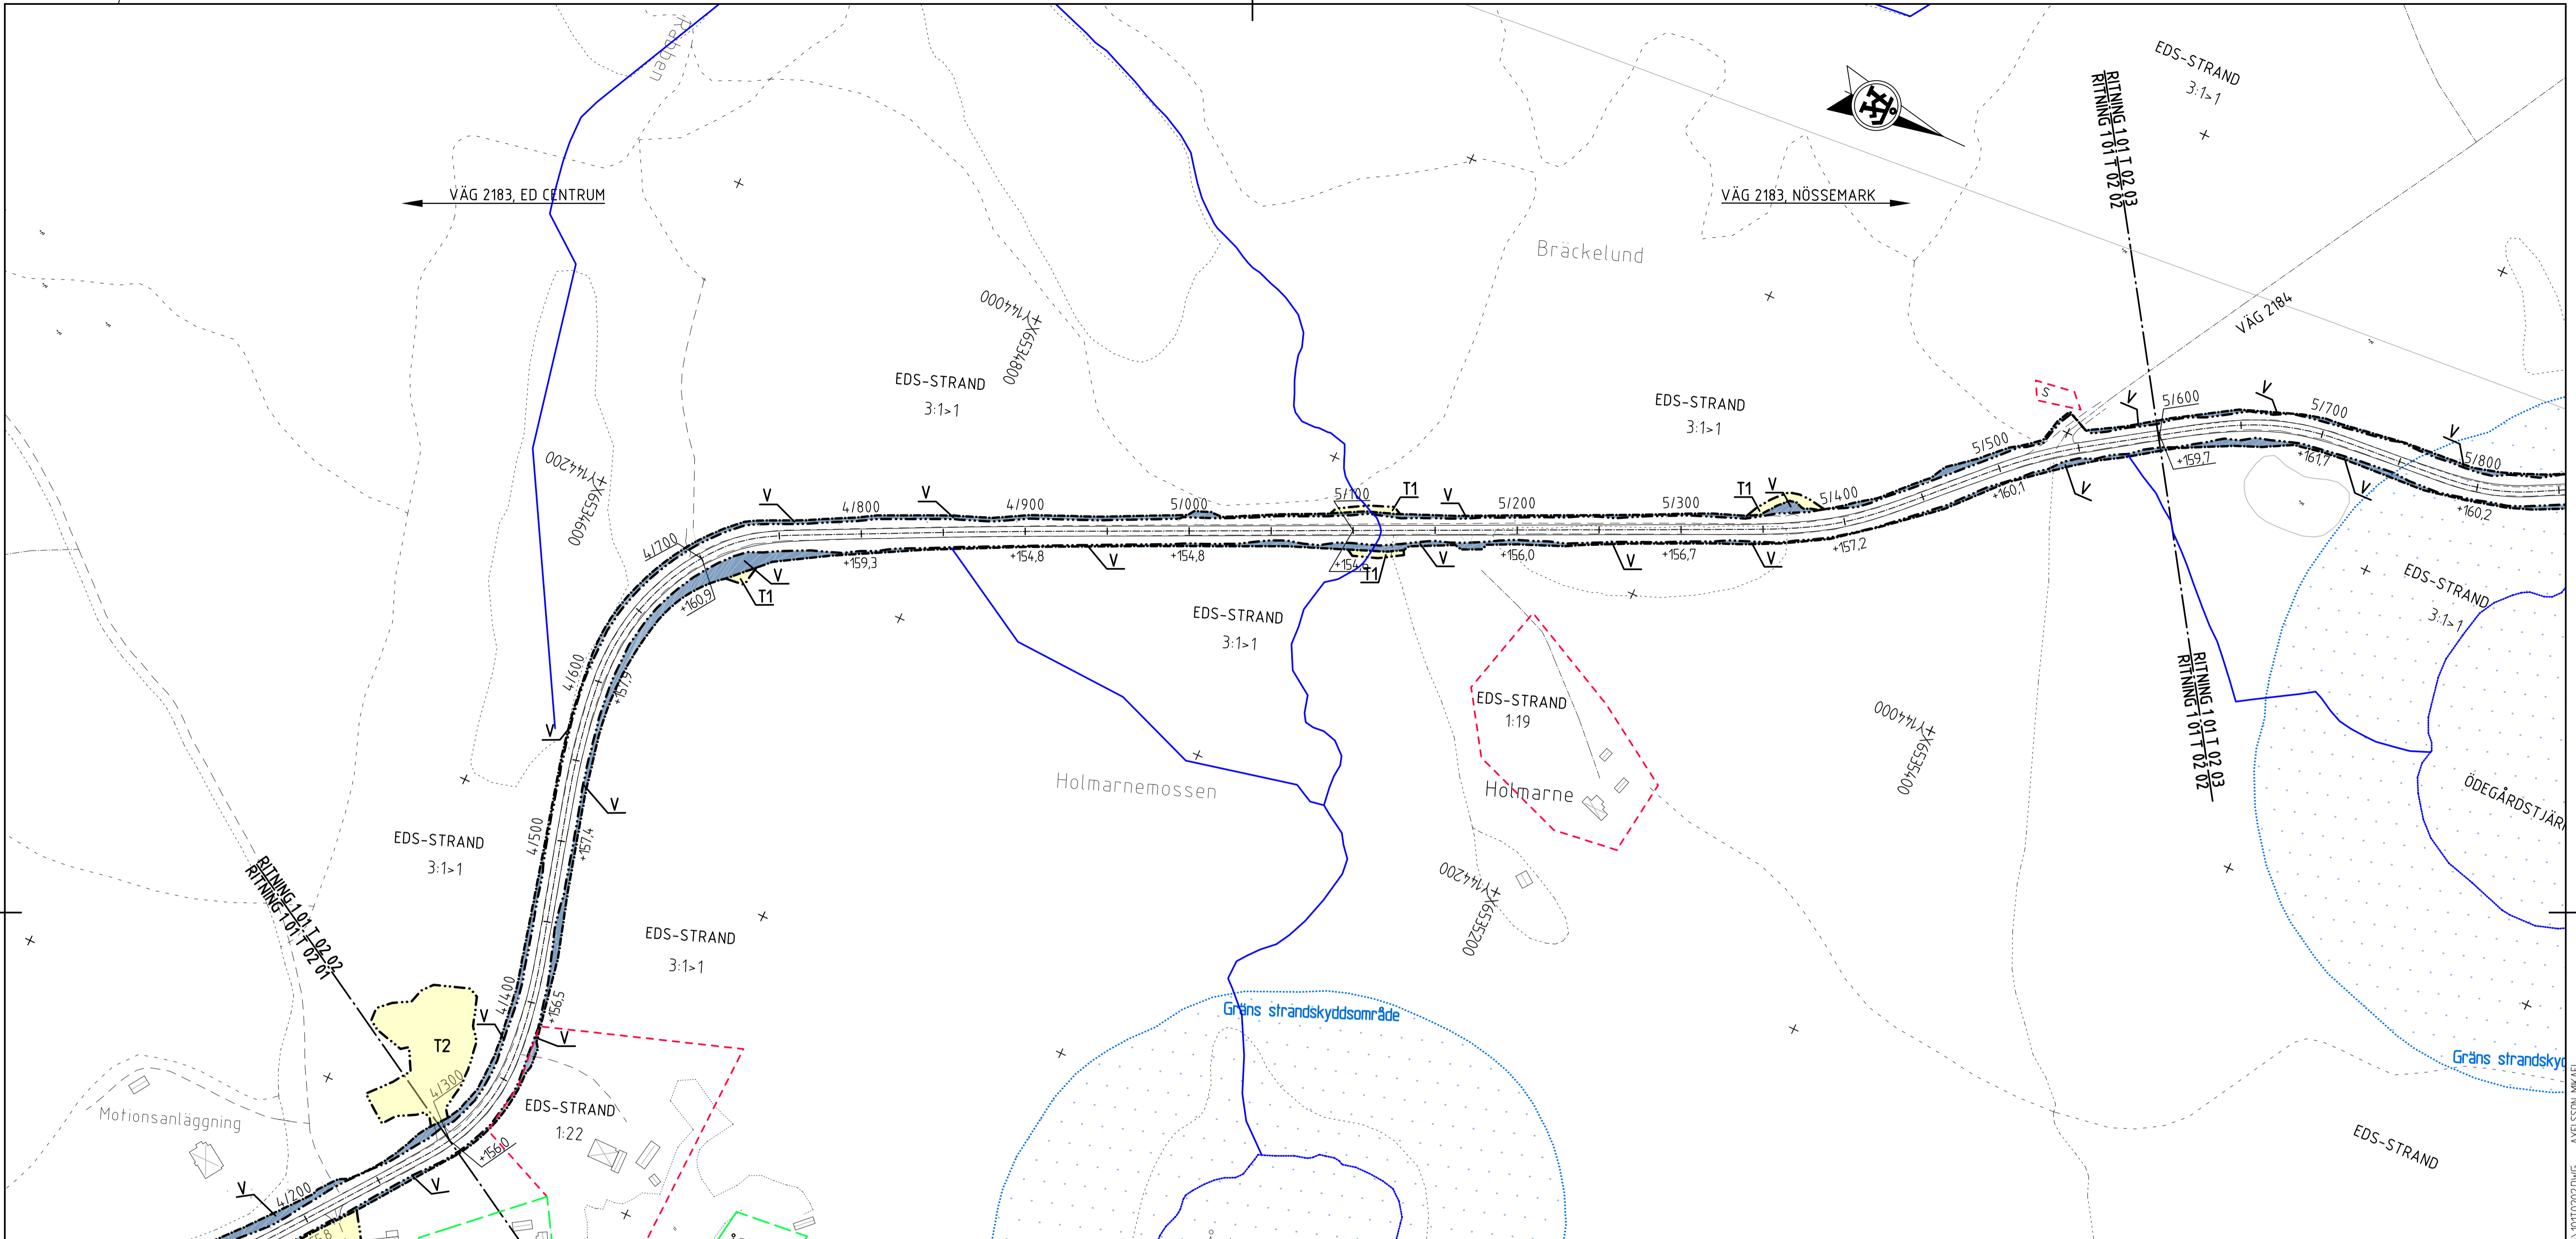 Rabben
EDS-STRAND
3:1>1
RITNING 1 01 T 02 03
RITNING 1 01 T 02 02
VÄG 2183, ED CENTRUM
VÄG 2183, NÖSSEMARK
Bräckelund
+Y144000
+X6534800
VÄG 2184
EDS-STRAND
3:1>1
EDS-STRAND
3:1>1
S
V
5/600
V
5/700
V
5/800
5/500
+159,7
+161,7
V
+160,2
+160,1
V
+Y144200
+X6534600
V
4/800
V
4/900
5/000
5/100
T1
V
5/200
5/300
T1
V
5/400
4/700
+159,3
+154,8
V
+154,8
T1
V
+156,0
V
+156,7
V
+157,2
V
T1
+160,9
EDS-STRAND
3:1>1
EDS-STRAND
3:1>1
4/600
+157,9
V
EDS-STRAND
1:19
Holmarne
Holmarnemossen
+Y144000
+X6535400
RITNING 1 01 T 02 03
RITNING 1 01 T 02 02
V
4/500
+157,4
EDS-STRAND
3:1>1
EDS-STRAND
3:1>1
+Y144200
+X6535200
RITNING 1 01 T 02 02
RITNING 1 01 T 02 01
4/400
+156,5
V
V
T2
4/300
Gräns strandskyddsområde
Motionsanläggning
EDS-STRAND
1:22
+156,0
V
V
4/200
EDS-STRAND
AXELSSON, MIKAEL